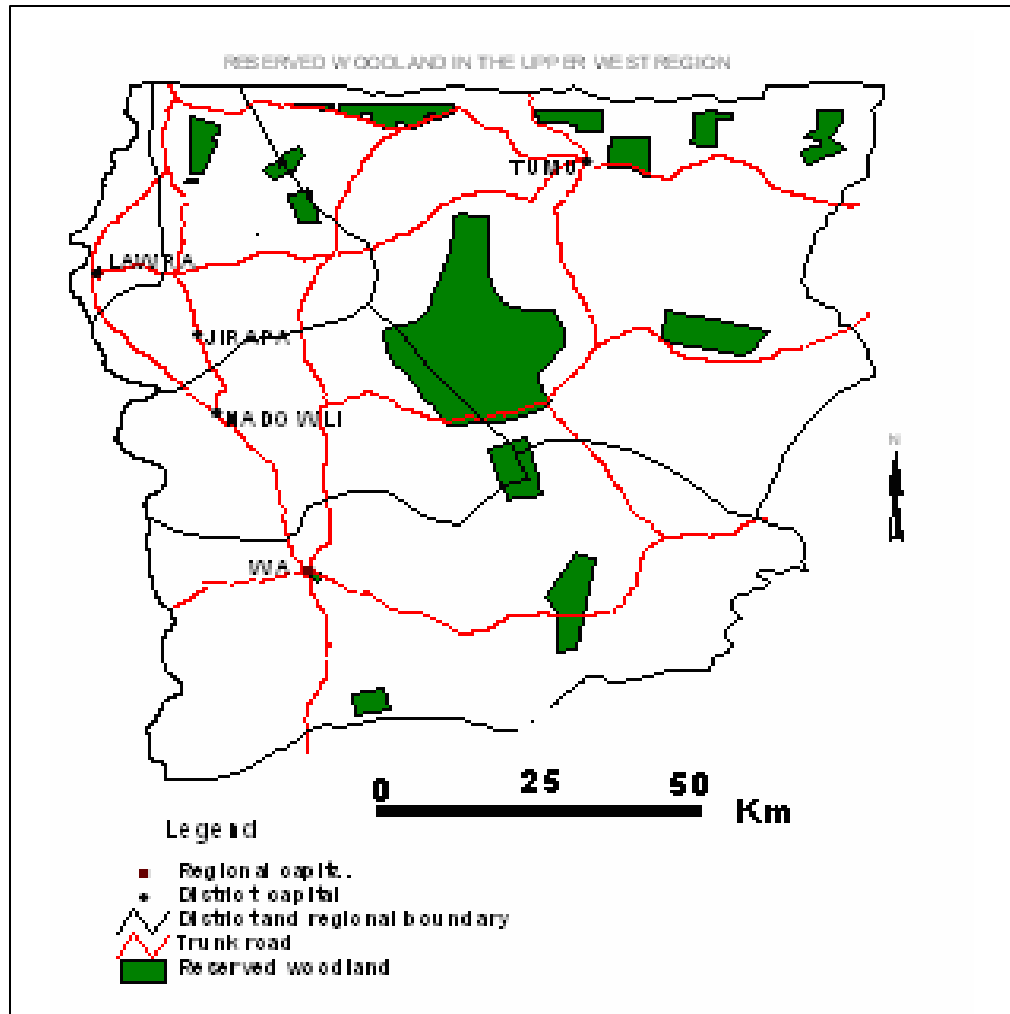 RESERVED WOODLAND IN THE UPPER WEST REGION
TUMU
LAWRA
JIRAPA
NADOWLI
N
WA
0 25 50 Km
Legend
Regional capit..
District capital
District and regional boundary
Trunk road
Reserved woodland